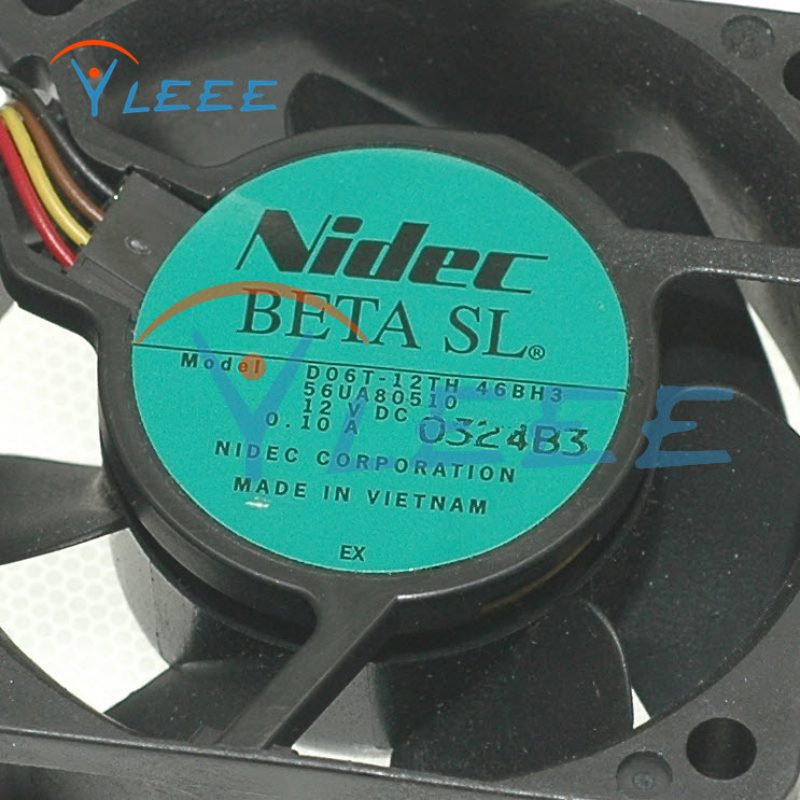 YLEEE
Nidec
BETA SL®
Model D06T-12TH 46BH3
56UA80510
12 V DC
0.10 A 0324B3
NIDEC CORPORATION
MADE IN VIETNAM
EX
YLEEE